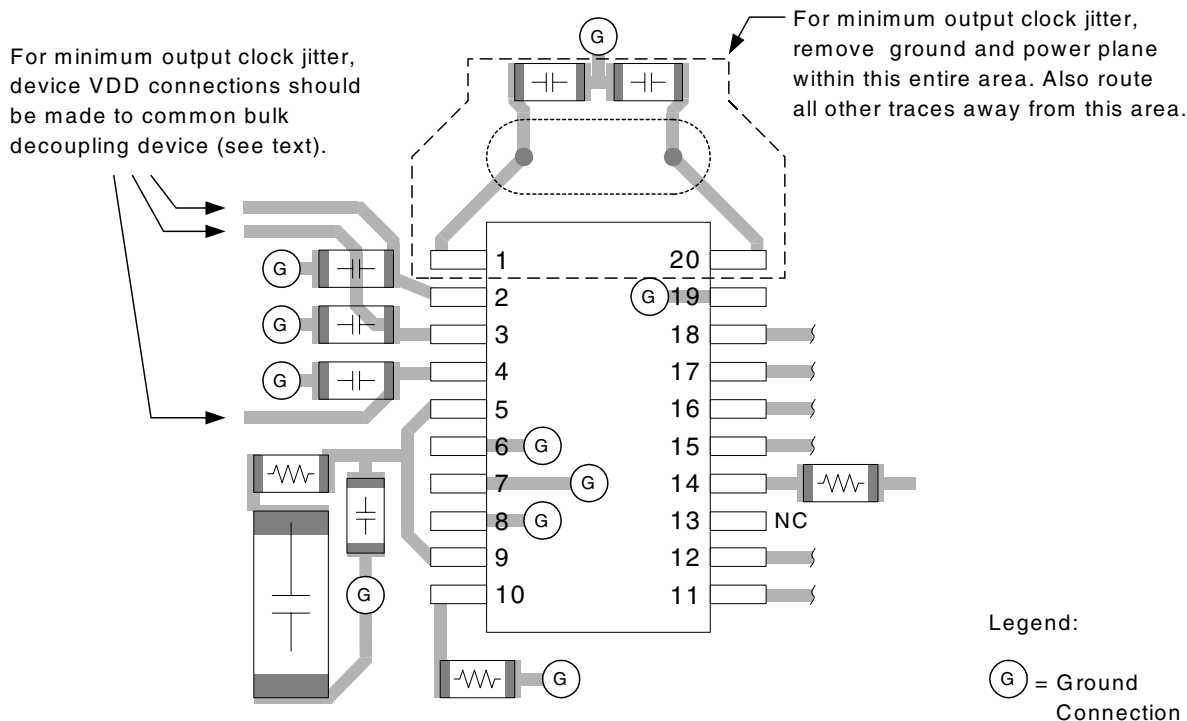 For minimum output clock jitter,
device VDD connections should
be made to common bulk
decoupling device (see text).
G
For minimum output clock jitter,
remove ground and power plane
within this entire area. Also route
all other traces away from this area.
1
20
G
2
G
19
3
18
G
4
17
G
5
16
6
G
15
7
G
14
8
G
13
NC
9
12
10
11
G
G
Legend:
G = Ground
Connection